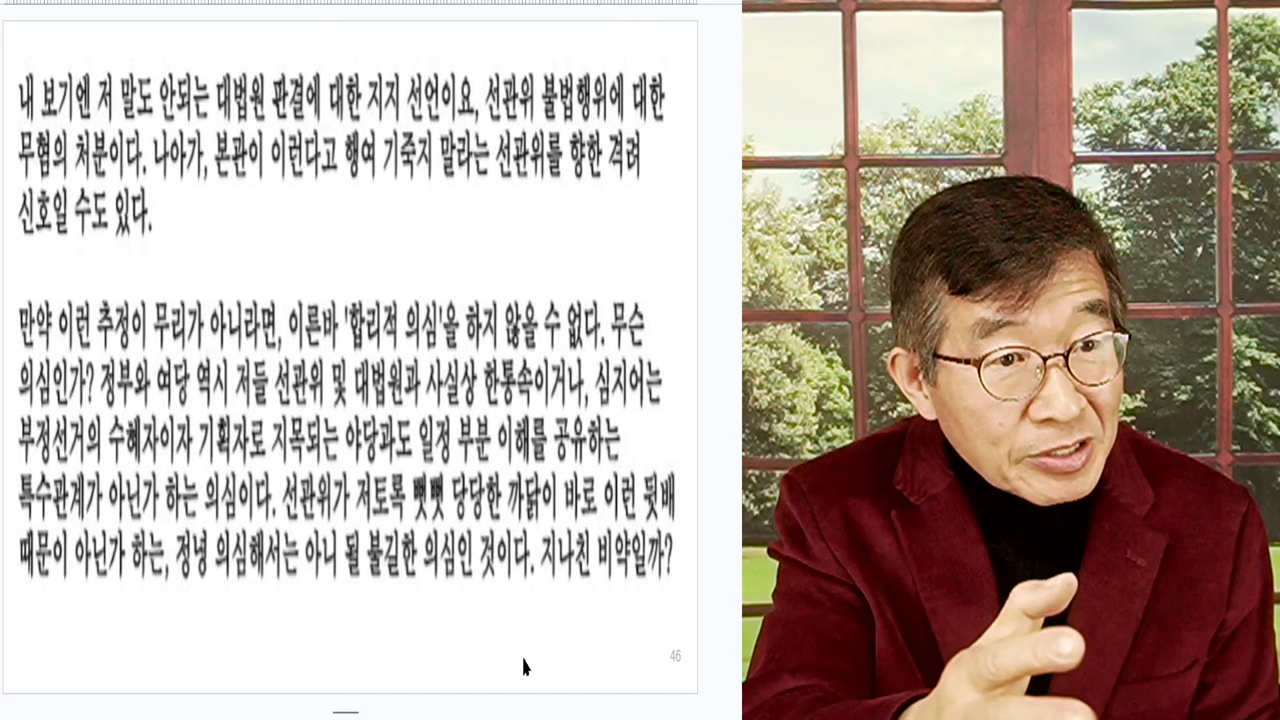 내 보기엔 저 말도 안되는 대법원 판결에 대한 지지 선언이요, 선관위 불법행위에 대한
무혐의 처분이다. 나아가, 본관이 이런다고 행여 기죽지 말라는 선관위를 향한 격려
신호일 수도 있다.
만약 이런 추정이 무리가 아니라면, 이른바 '합리적 의심'을 하지 않을 수 없다. 무슨
의심인가? 정부와 여당 역시 저들 선관위 및 대법원과 사실상 한통속이거나, 심지어는
부정선거의 수혜자이자 기획자로 지목되는 야당과도 일정 부분 이해를 공유하는
특수관계가 아닌가 하는 의심이다. 선관위가 저토록 뻣뻣 당당한 까닭이 바로 이런 뒷배
때문이 아닌가 하는, 정녕 의심해서는 아니 될 불길한 의심인 것이다. 지나친 비약일까?
46